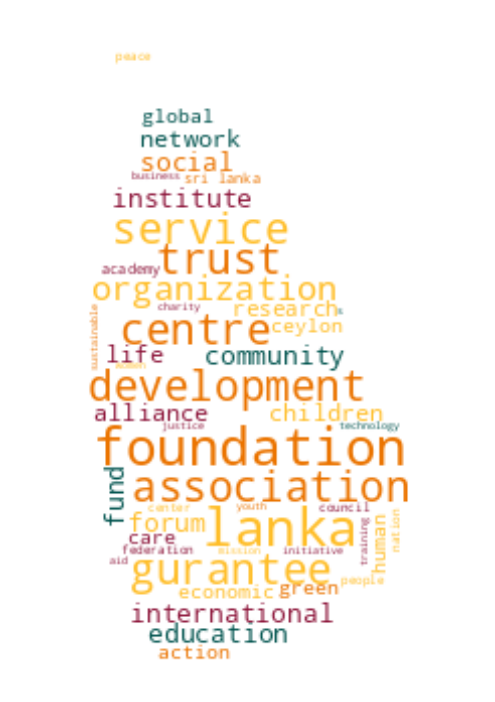 peace
global
network
social
business sri lanka
institute
service
trust
academy
organization
charity research
sustainable
centre ceylon
life community
women
development
alliance children
justice technology
foundation
fund association
center youth council
forum lanka
training human nation
care
federation mission initiative
aid gurantee people
economic green
international
education
action